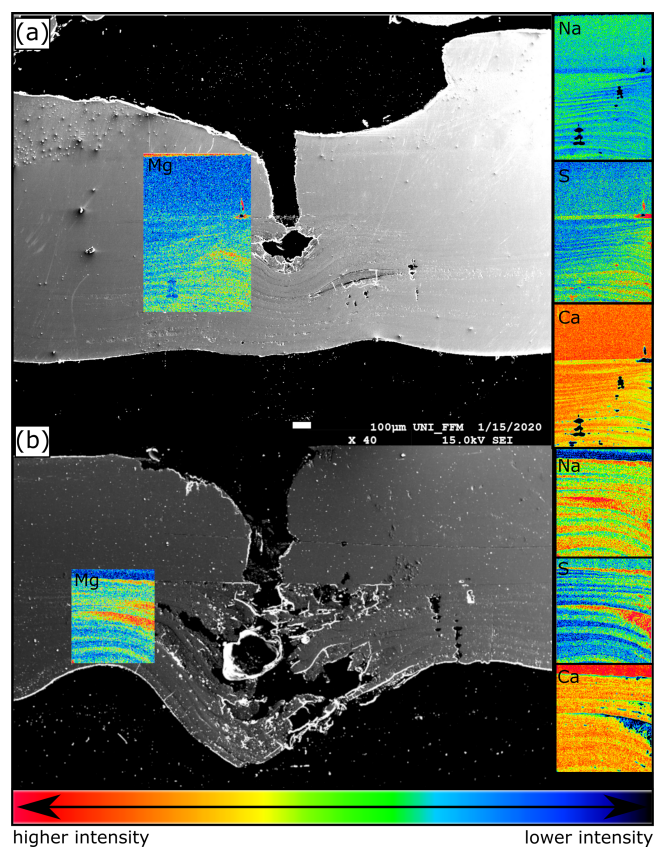 (a)
Na
Mg
S
Ca
100µm UNI_FFM 1/15/2020
X 40 15.0kV SEI
(b)
Na
Mg
S
Ca
higher intensity
lower intensity